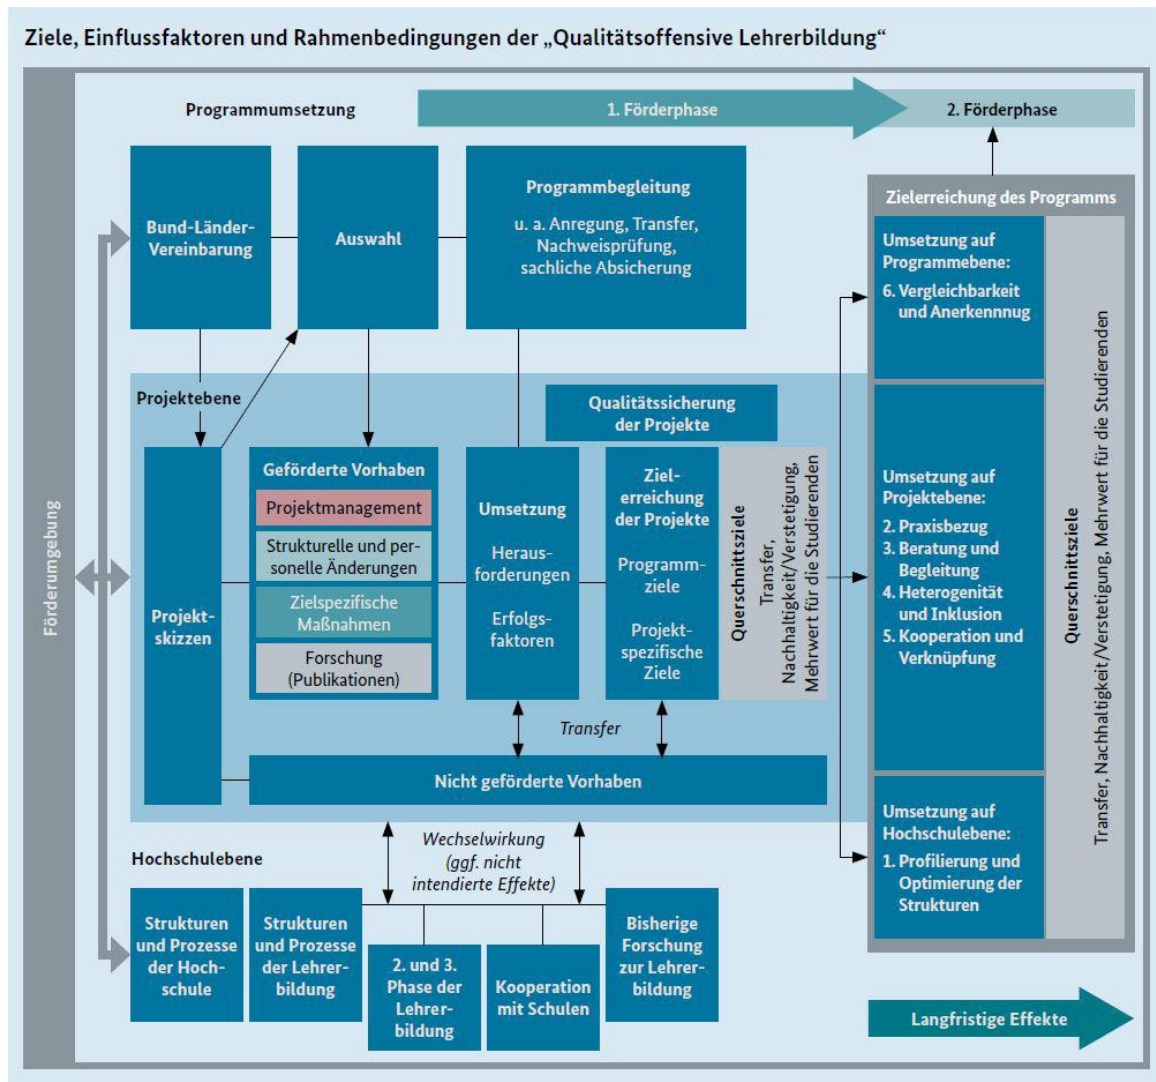 Ziele, Einflussfaktoren und Rahmenbedingungen der „Qualitätsoffensive Lehrerbildung“
Programmumsetzung
1. Förderphase
2. Förderphase
Bund-Länder-
Vereinbarung
Auswahl
Programmbegleitung
u. a. Anregung, Transfer,
Nachweisprüfung,
sachliche Absicherung
Zielerreichung des Programms
Umsetzung auf
Programmebene:
6. Vergleichbarkeit
und Anerkennnug
Förderumgebung
Projektebene
Projekt-
skizzen
Geförderte Vorhaben
Projektmanagement
Strukturelle und per-
sonelle Änderungen
Zielspezifische
Maßnahmen
Forschung
(Publikationen)
Umsetzung
Heraus-
forderungen
Erfolgs-
faktoren
Qualitätssicherung
der Projekte
Ziel-
erreichung
der Projekte
Programm-
ziele
Projekt-
spezifische
Ziele
Querschnittsziele
Transfer,
Nachhaltigkeit/Verstetigung,
Mehrwert für die Studierenden
Umsetzung auf
Projektebene:
2. Praxisbezug
3. Beratung und
Begleitung
4. Heterogenität
und Inklusion
5. Kooperation und
Verknüpfung
Querschnittsziele
Transfer, Nachhaltigkeit/Verstetigung, Mehrwert für die Studierenden
Transfer
Nicht geförderte Vorhaben
Umsetzung auf
Hochschulebene:
1. Profilierung und
Optimierung der
Strukturen
Hochschulebene
Wechselwirkung
(ggf. nicht
intendierte Effekte)
Strukturen
und Prozesse
der Hoch-
schule
Strukturen
und Prozesse
der Lehrer-
bildung
2. und 3.
Phase der
Lehrer-
bildung
Kooperation
mit Schulen
Bisherige
Forschung
zur Lehrer-
bildung
Langfristige Effekte